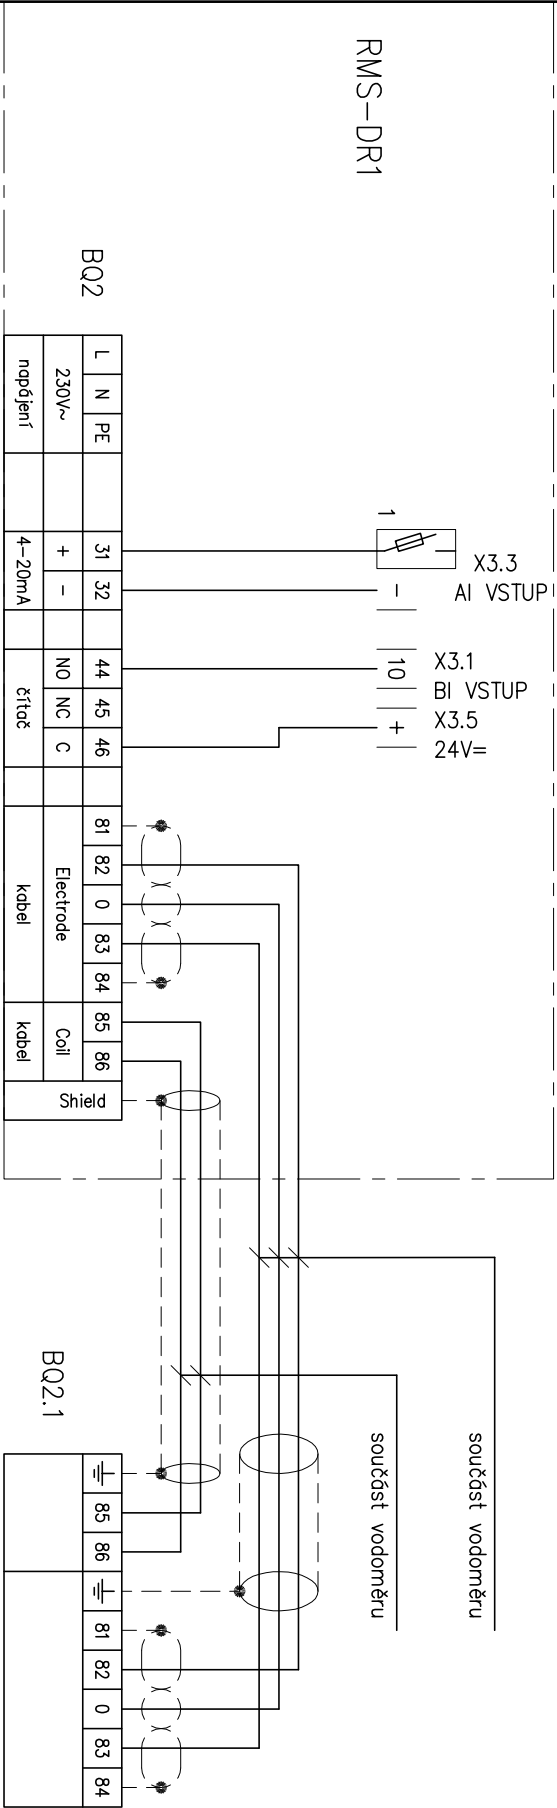 RMS-DR1
1
X3.3
AI VSTUP
-
X3.1
10
BI VSTUP
X3.5
+
24V=
BQ2
L N PE 31 32 44 45 46 81 82 0 83 84 85 86
230V~ + - NO NC C Electrode Coil
Shield
napájení 4-20mA čítač kabel kabel
součást vodoměru
součást vodoměru
BQ2.1
85 86 81 82 0 83 84